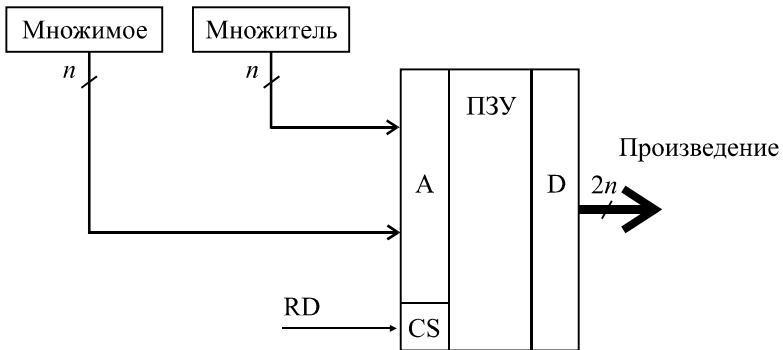 Множимое
Множитель
n
n
ПЗУ
Произведение
A
D
2n
RD
CS